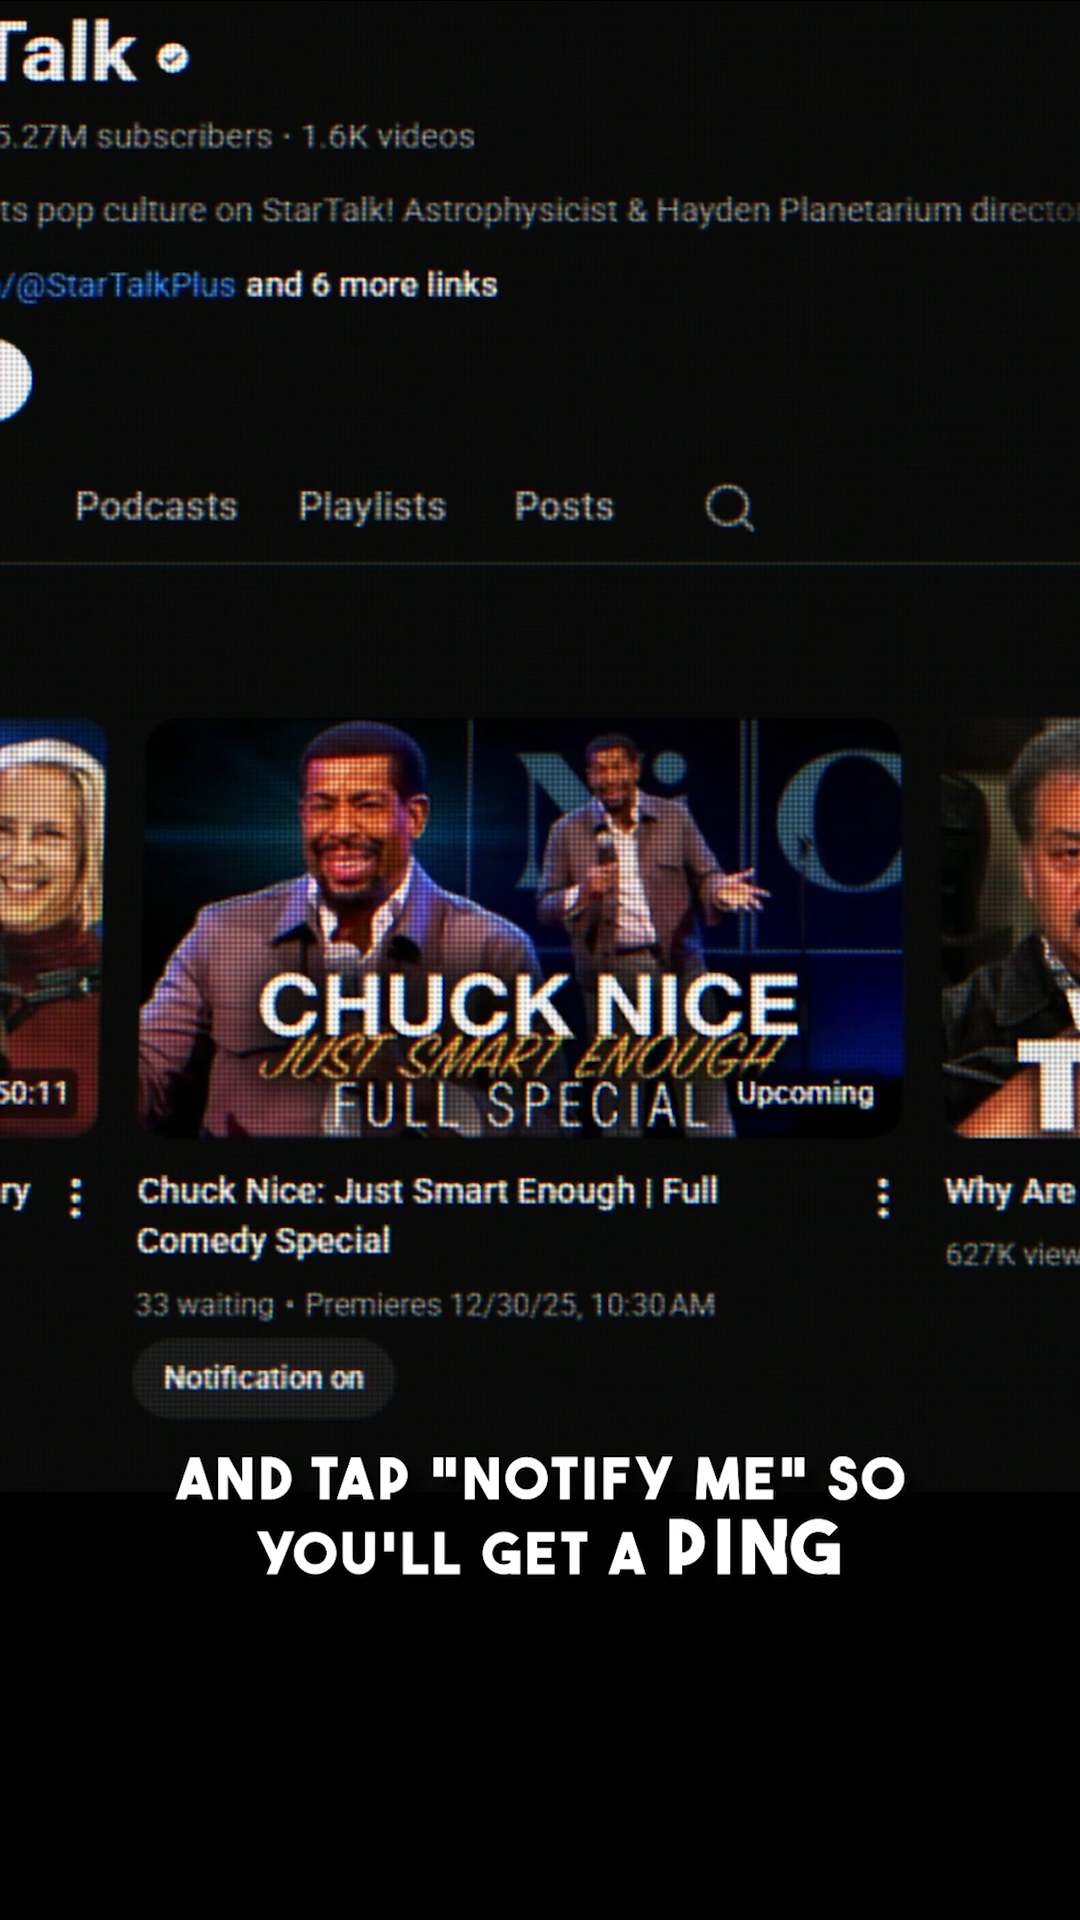 Talk
5.27M subscribers · 1.6K videos
ts pop culture on StarTalk! Astrophysicist & Hayden Planetarium directo
/@StarTalkPlus and 6 more links
Podcasts Playlists Posts
N i C
CHUCK NICE
JUST SMART ENOUGH
FULL SPECIAL
Upcoming
50:11
T
ry
Chuck Nice: Just Smart Enough | Full
Comedy Special
33 waiting · Premieres 12/30/25, 10:30 AM
Notification on
Why Are
627K view
AND TAP "NOTIFY ME" SO
YOU'LL GET A PING